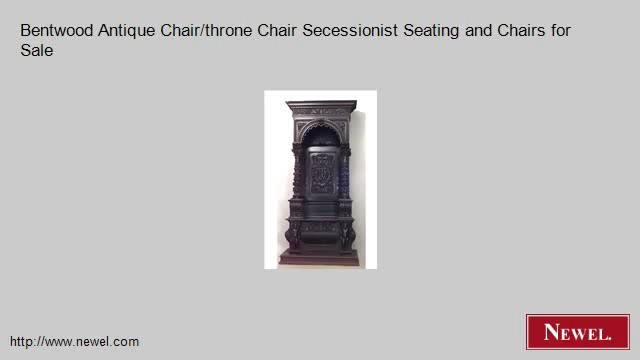 Bentwood Antique Chair/throne Chair Secessionist Seating and Chairs for
Sale
NEWEL.
http://www.newel.com